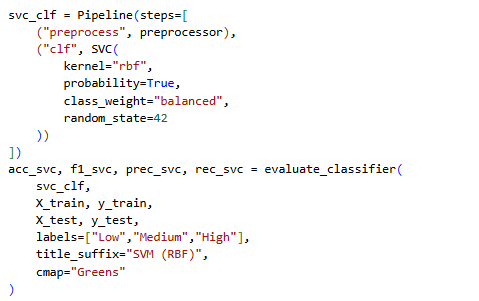 svc_clf = Pipeline(steps=[
    ("preprocess", preprocessor),
    ("clf", SVC(
        kernel="rbf",
        probability=True,
        class_weight="balanced",
        random_state=42
    ))
])
acc_svc, f1_svc, prec_svc, rec_svc = evaluate_classifier(
    svc_clf,
    X_train, y_train,
    X_test, y_test,
    labels=["Low","Medium","High"],
    title_suffix="SVM (RBF)",
    cmap="Greens"
)